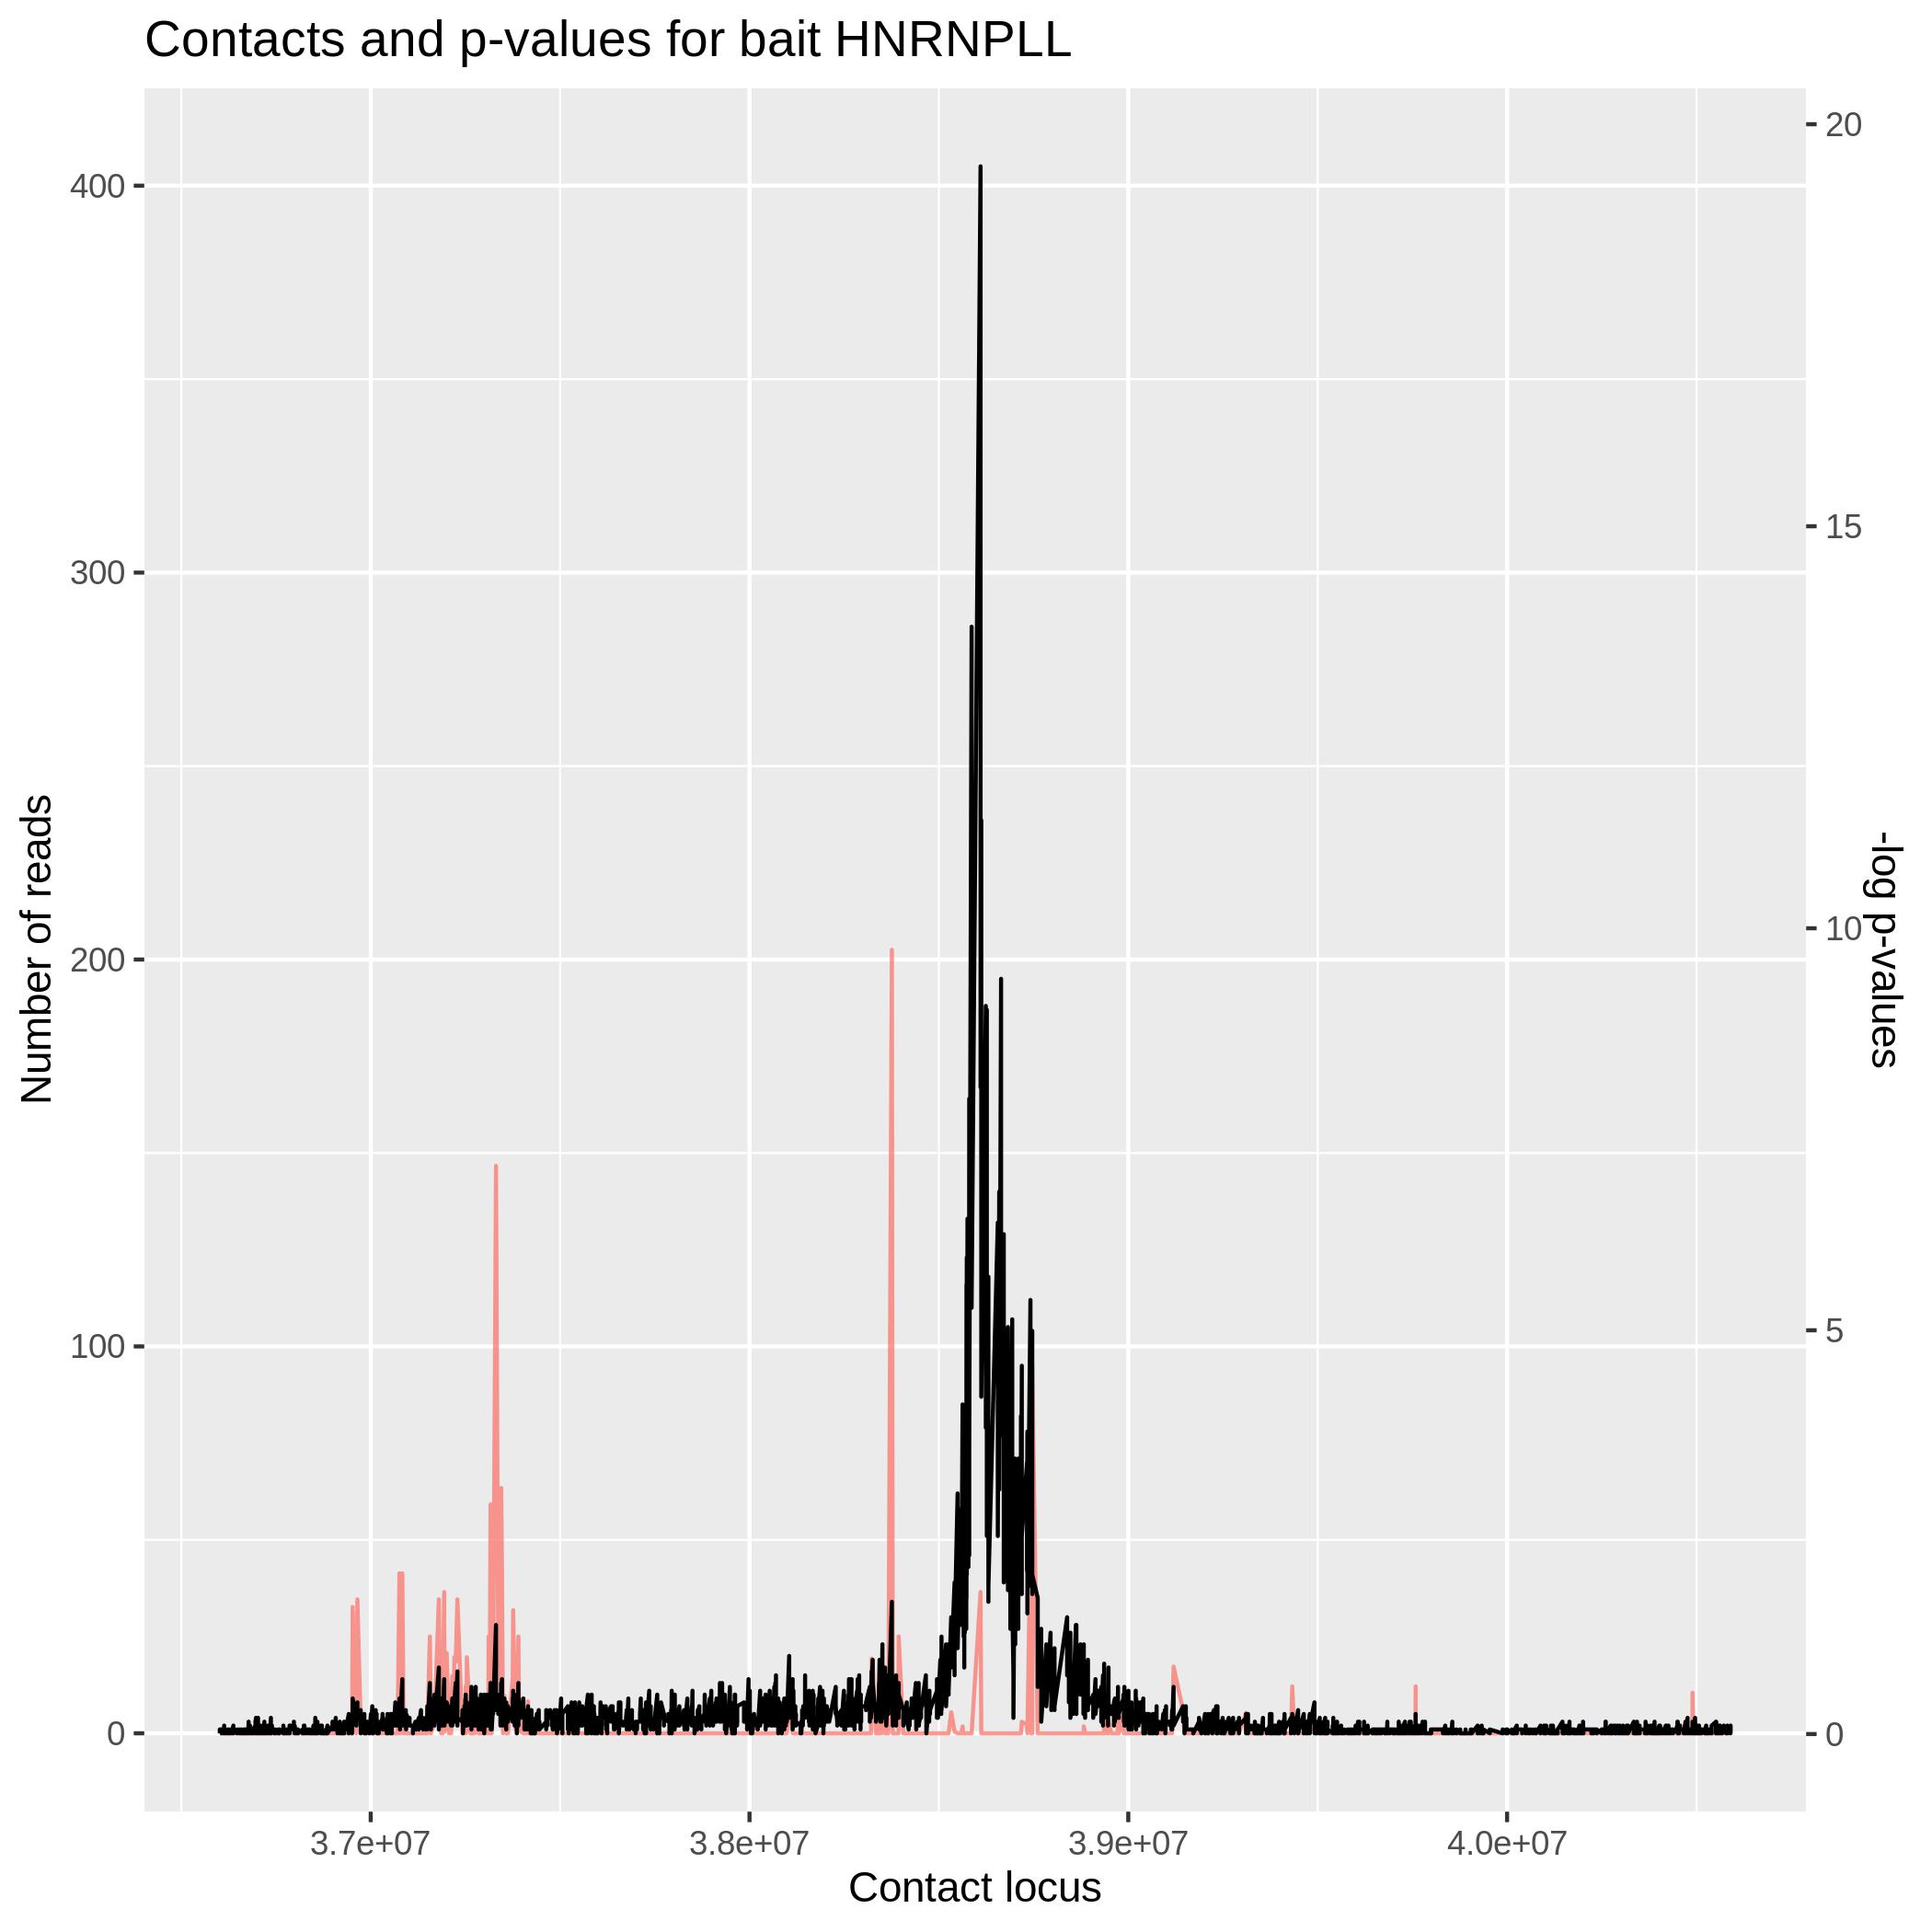 Contacts and p-values for bait HNRNPLL
400
300
200
100
0
Number of reads
20
15
10
5
0
-log p-values
3.7e+07
3.8e+07
3.9e+07
4.0e+07
Contact locus